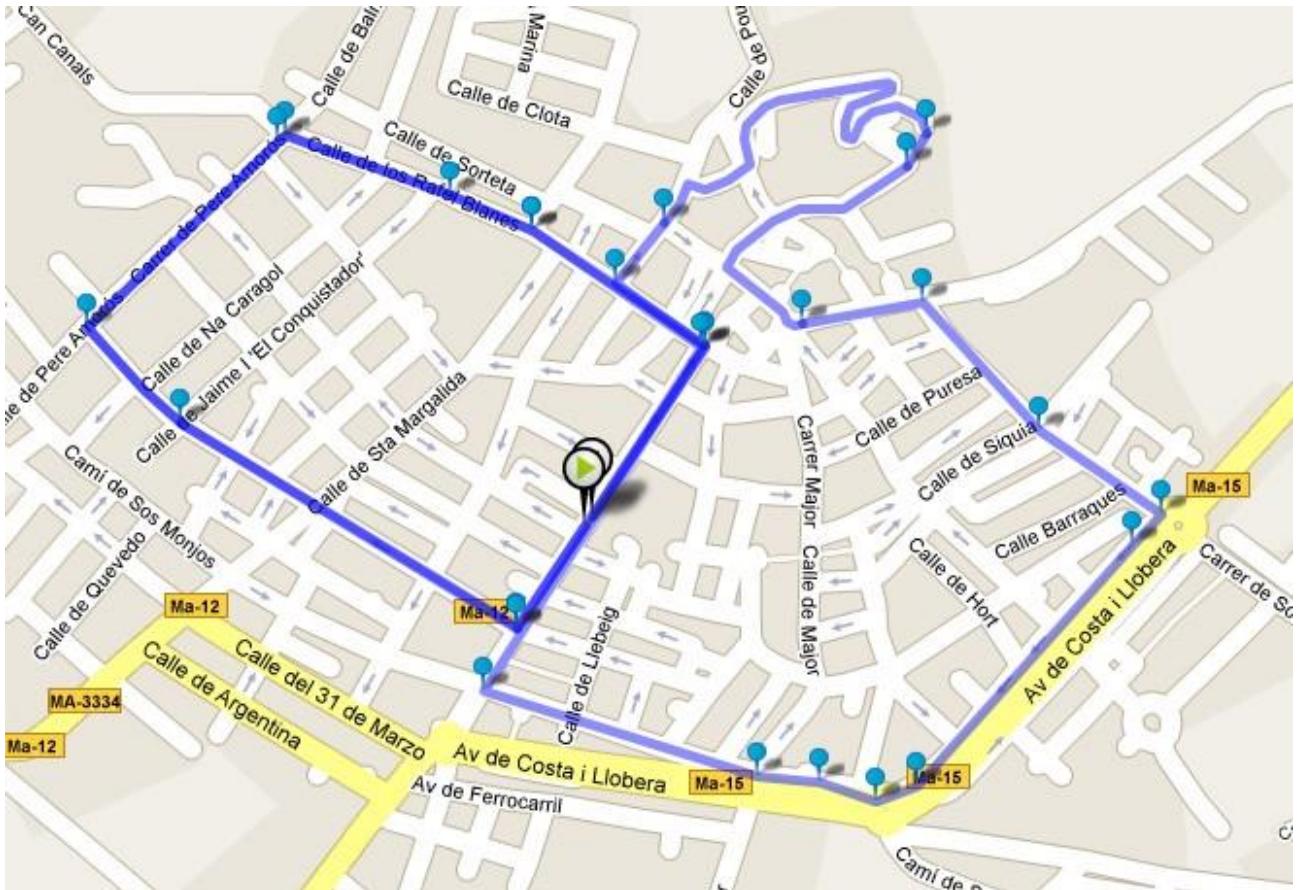 Can Canals
Calle de Balm
Marina
Calle de Pou
Calle de Clota
Calle de Sorteta
Calle de los Rafel Blanes
Carrer de Pere Amorós
Calle de Pere Amorós
Calle de Na Caragol
Calle de Jaime I 'El Conquistador'
Calle de Sta Margalida
Calle de Puresa
Carrer Major
Calle de Siquia
Ma-15
Calle Barraques
Camí de Sos Monjos
Calle de Quevedo
Calle de Hort
Carrer de So
Calle de Major
Ma-12
Ma-12
Calle de Llebeig
Av de Costa i Llobera
Calle del 31 de Marzo
Calle de Argentina
MA-3334
Ma-12
Av de Costa i Llobera
Ma-15
Ma-15
Av de Ferrocarril
Camí de